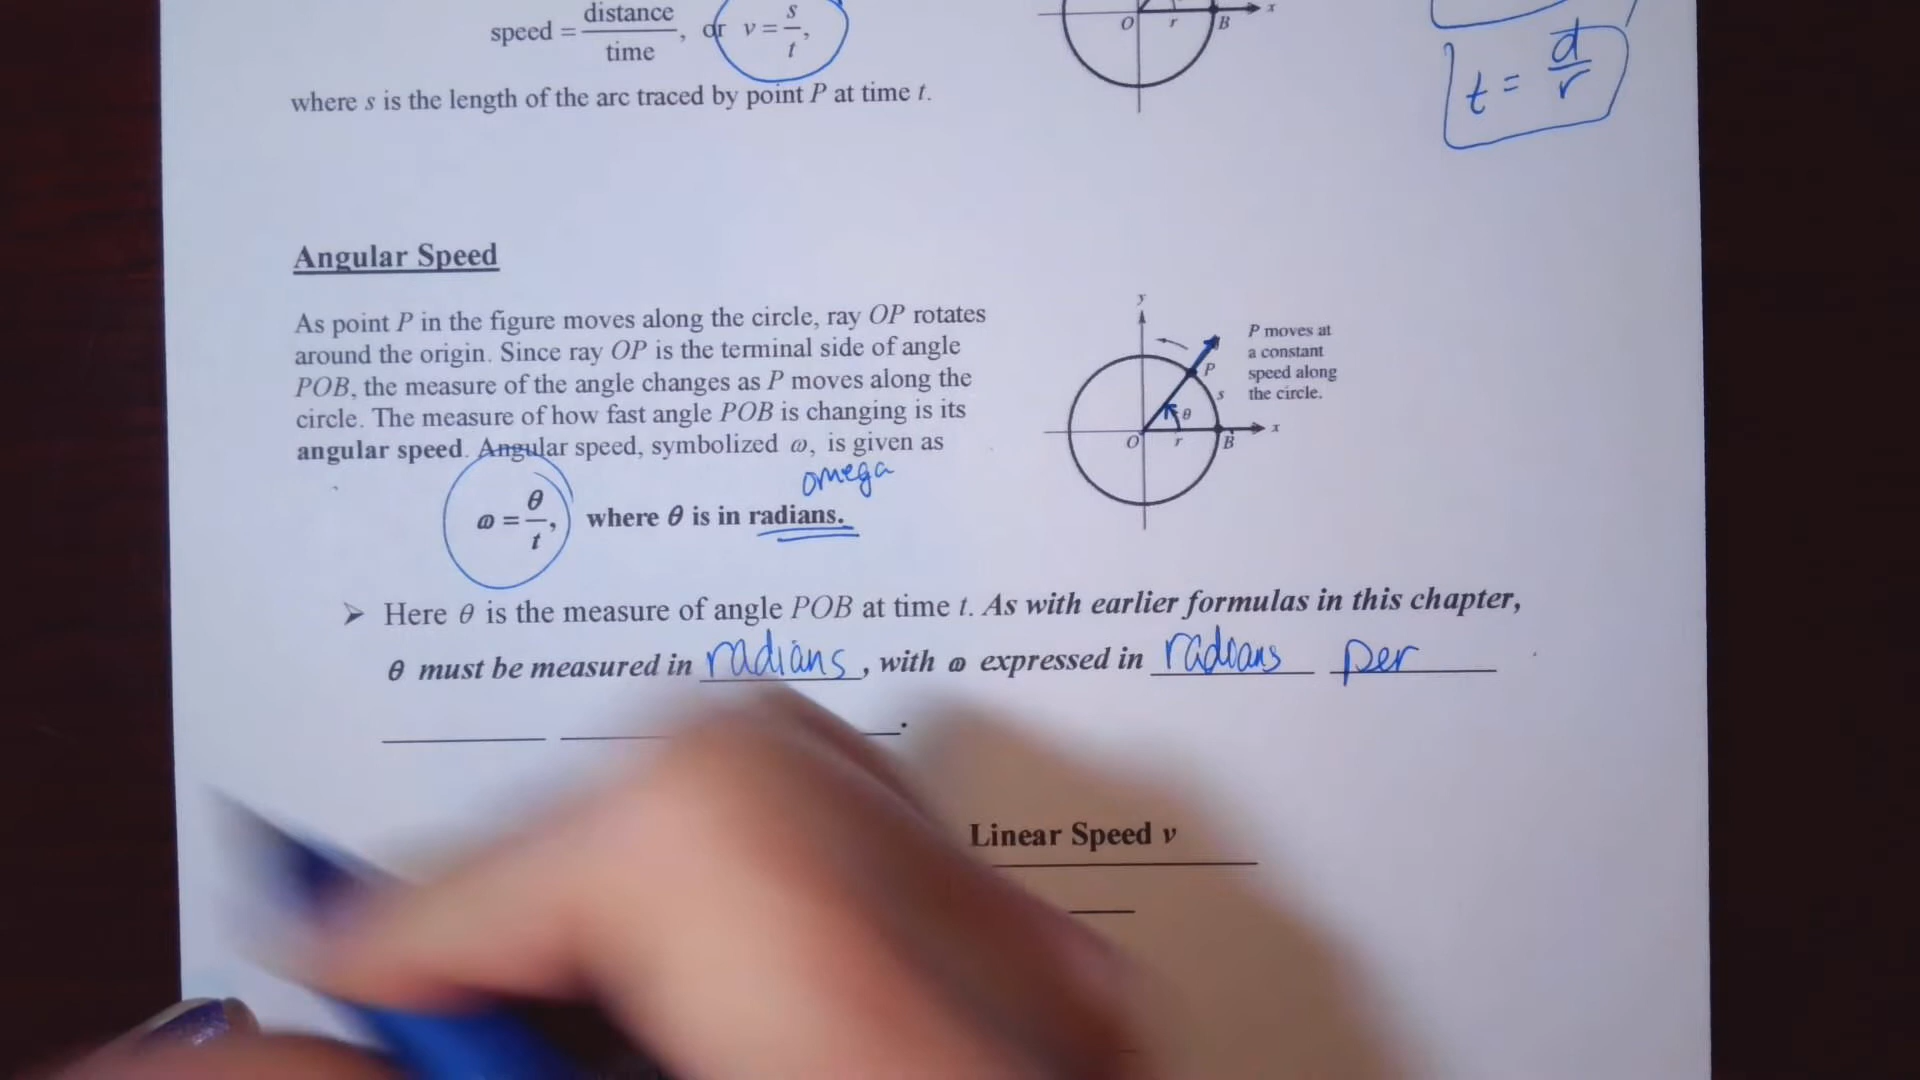 speed = distance / time, or v = s / t,
where s is the length of the arc traced by point P at time t.
O r B x
t = d / r
Angular Speed
As point P in the figure moves along the circle, ray OP rotates
around the origin. Since ray OP is the terminal side of angle
POB, the measure of the angle changes as P moves along the
circle. The measure of how fast angle POB is changing is its
angular speed. Angular speed, symbolized ω, is given as
omega
ω = θ / t, where θ is in radians.
y
P moves at
a constant
speed along
the circle.
P
s
θ
O r B x
➢ Here θ is the measure of angle POB at time t. As with earlier formulas in this chapter,
θ must be measured in radians, with ω expressed in radians per
.
Linear Speed v